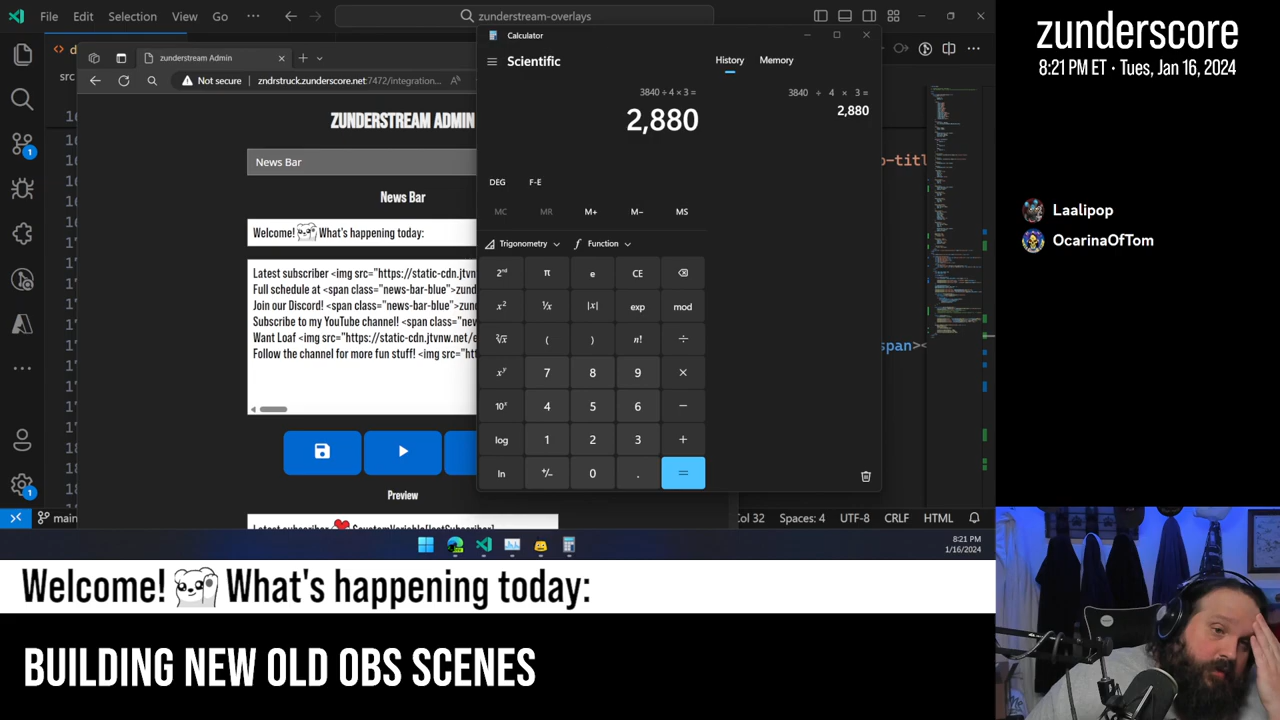 File Edit Selection View Go ··· zunderstream-overlays
zunderstream Admin
Not secure zndrstruck.zunderscore.net:7472/integration...
src
ZUNDERSTREAM ADMIN
News Bar
News Bar
Welcome! What's happening today:
Latest subscriber <img src="https://static-cdn.jtvn
Full schedule at <span class="news-bar-blue">zund
Join our Discord! <span class="news-bar-blue">zun
Subscribe to my YouTube channel! <span class="nev
Want Loaf <img src="https://static-cdn.jtvnw.net/e
Follow the channel for more fun stuff! <img src="ht
Preview
Latest subscriber $systemVariable[lastSubscriber]
Calculator
Scientific
History Memory
3840 ÷ 4 × 3 =
2,880
3840 ÷ 4 × 3 =
2,880
DEG F-E
MC MR M+ M− MS
Trigonometry Function
2ⁿᵈ π e CE
x² ¹/x |x| exp mod
²√x ( ) n! ÷
xʸ 7 8 9 ×
10ˣ 4 5 6 −
log 1 2 3 +
ln +/− 0 . =
o-titl
span><
main
Col 32 Spaces: 4 UTF-8 CRLF HTML
8:21 PM
1/16/2024
zunderscore
8:21 PM ET · Tues, Jan 16, 2024
Laalipop
OcarinaOfTom
Welcome! What's happening today:
BUILDING NEW OLD OBS SCENES